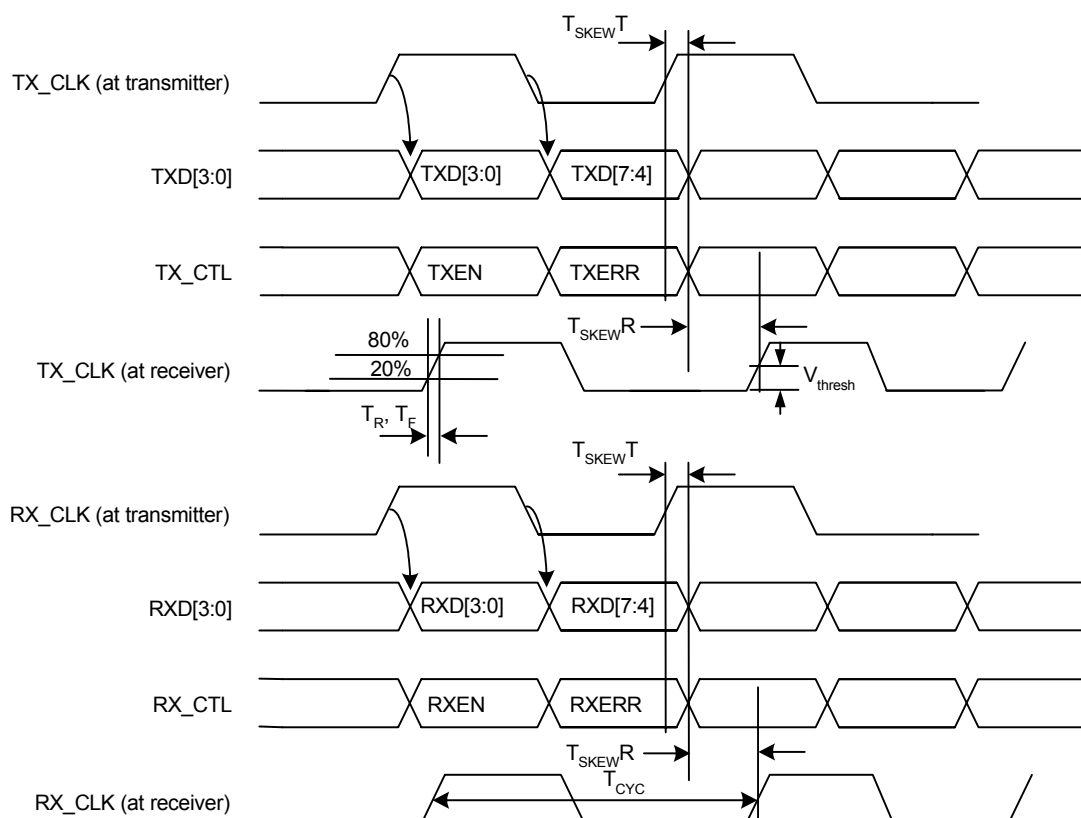 T_SKEW T
TX_CLK (at transmitter)
TXD[3:0]
TXD[3:0]
TXD[7:4]
TX_CTL
TXEN
TXERR
T_SKEW R
80%
TX_CLK (at receiver)
20%
V_thresh
T_R, T_F
T_SKEW T
RX_CLK (at transmitter)
RXD[3:0]
RXD[3:0]
RXD[7:4]
RX_CTL
RXEN
RXERR
T_SKEW R
T_CYC
RX_CLK (at receiver)